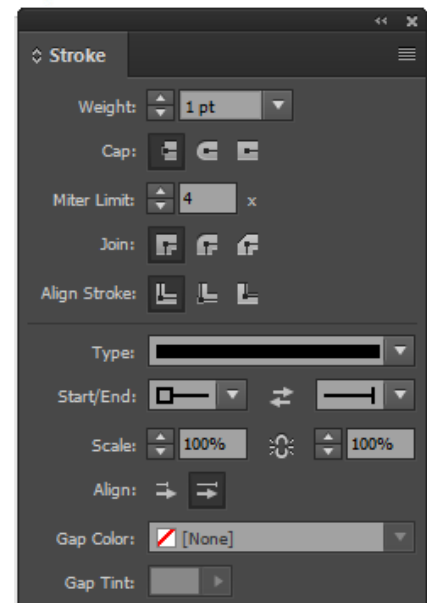 Stroke
Weight: 1 pt
Cap:
Miter Limit: 4 x
Join:
Align Stroke:
Type:
Start/End:
Scale: 100% 100%
Align:
Gap Color: [None]
Gap Tint: